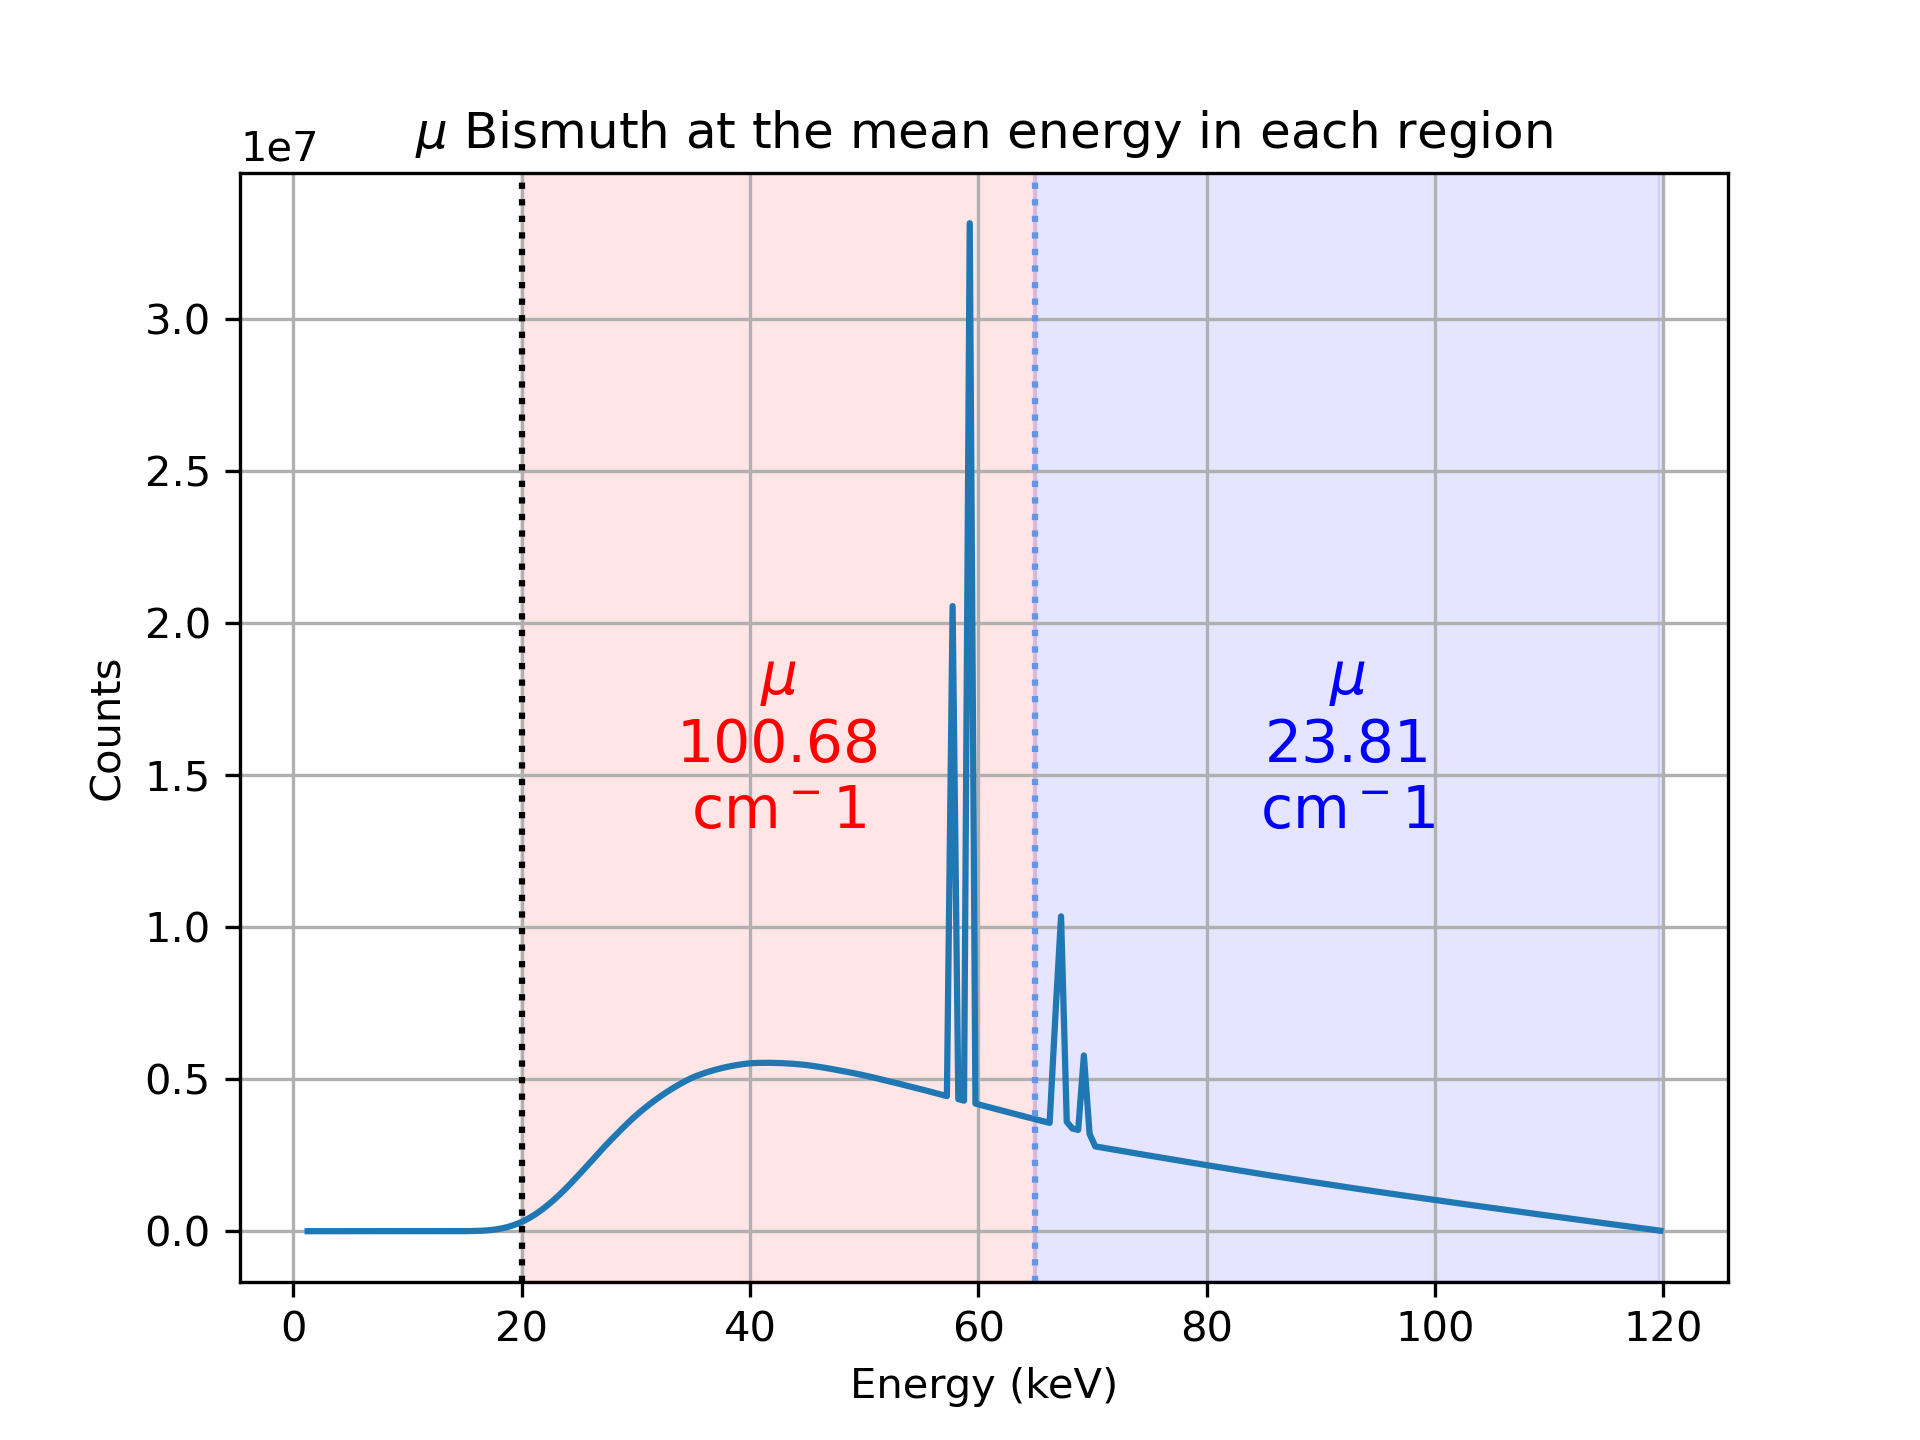 μ Bismuth at the mean energy in each region
1e7
3.0
2.5
2.0
1.5
1.0
0.5
0.0
Counts
μ
100.68
cm⁻1
μ
23.81
cm⁻1
0 20 40 60 80 100 120
Energy (keV)